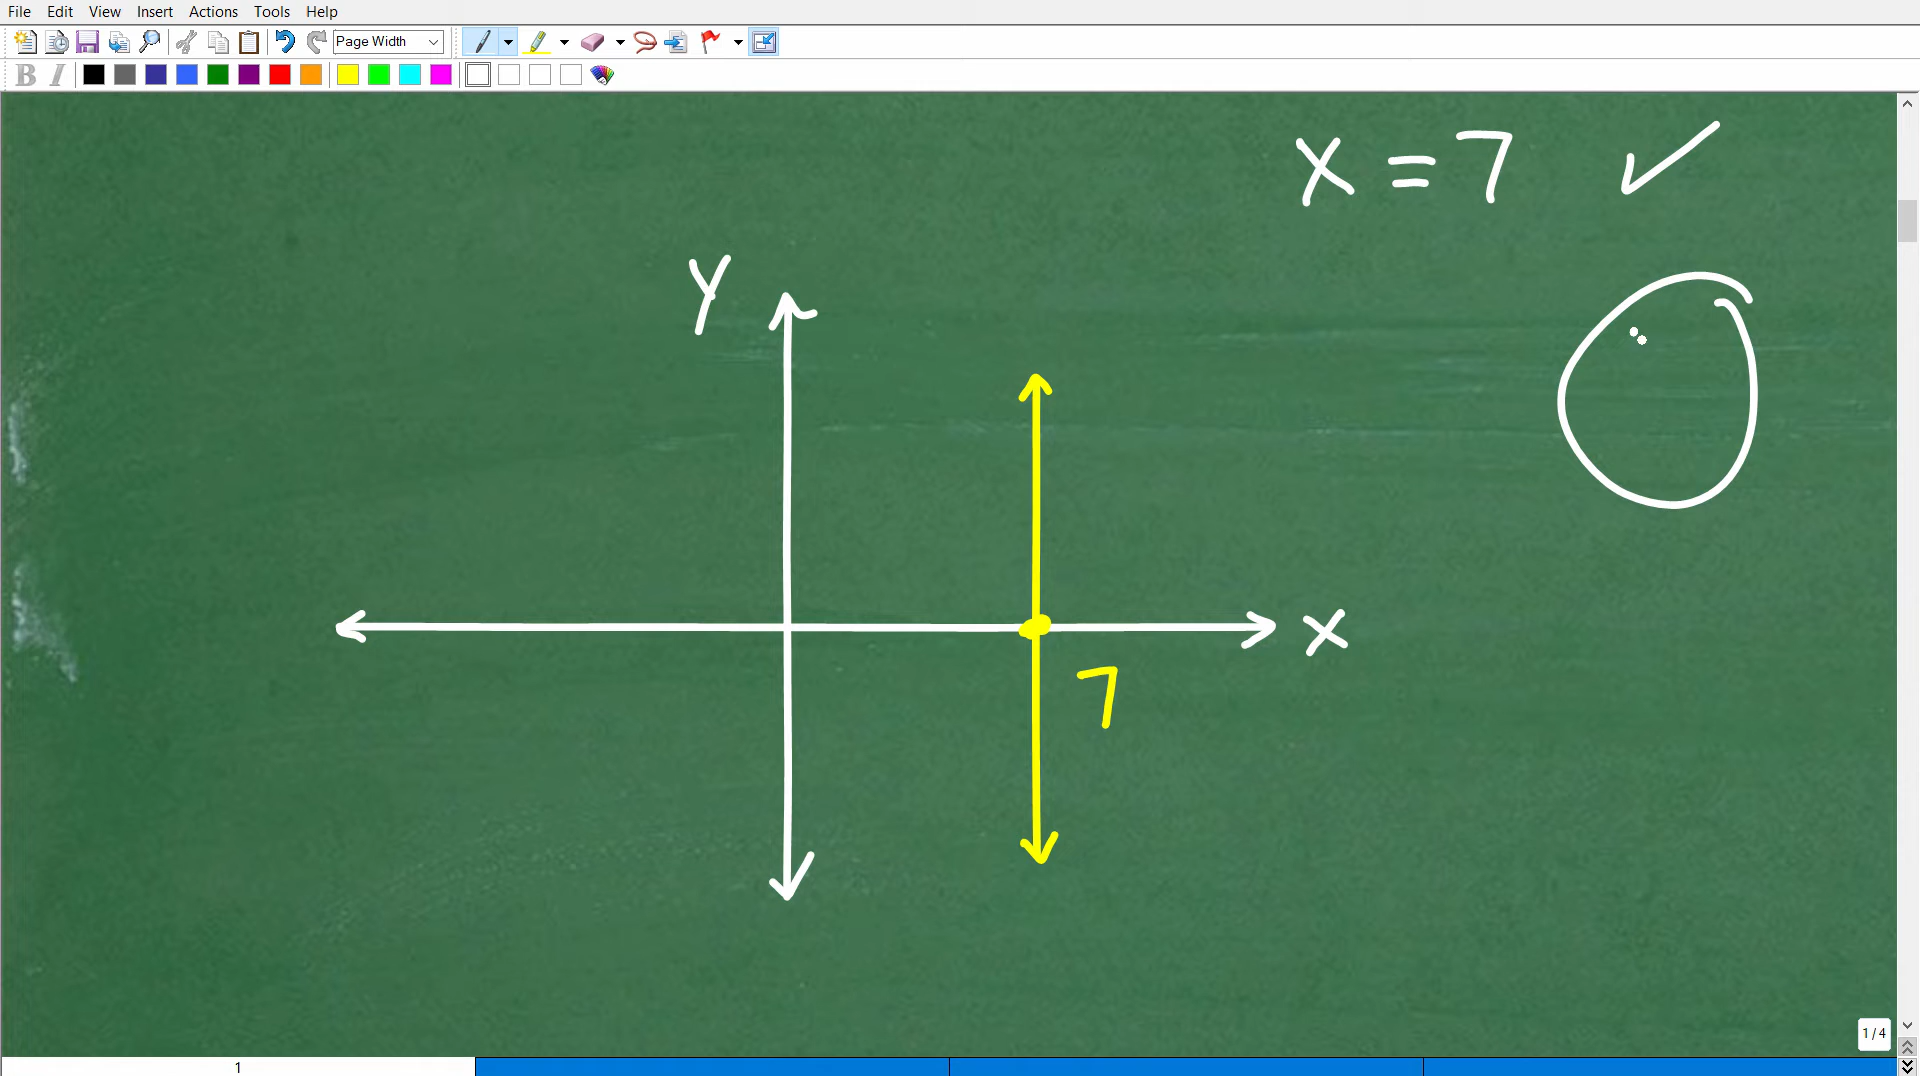 File Edit View Insert Actions Tools Help
Page Width
B I
x = 7 ✓
y
x
7
1 / 4
1